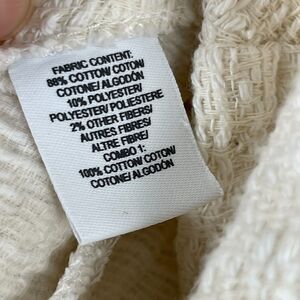 FABRIC CONTENT:
88% COTTON/ COTON/
COTONE/ ALGODÓN
10% POLYESTER/
POLYESTER/ POLIESTERE
2% OTHER FIBERS/
AUTRES FIBRES/
ALTRE FIBRE/
COMBO 1:
100% COTTON/ COTON/
COTONE/ ALGODÓN